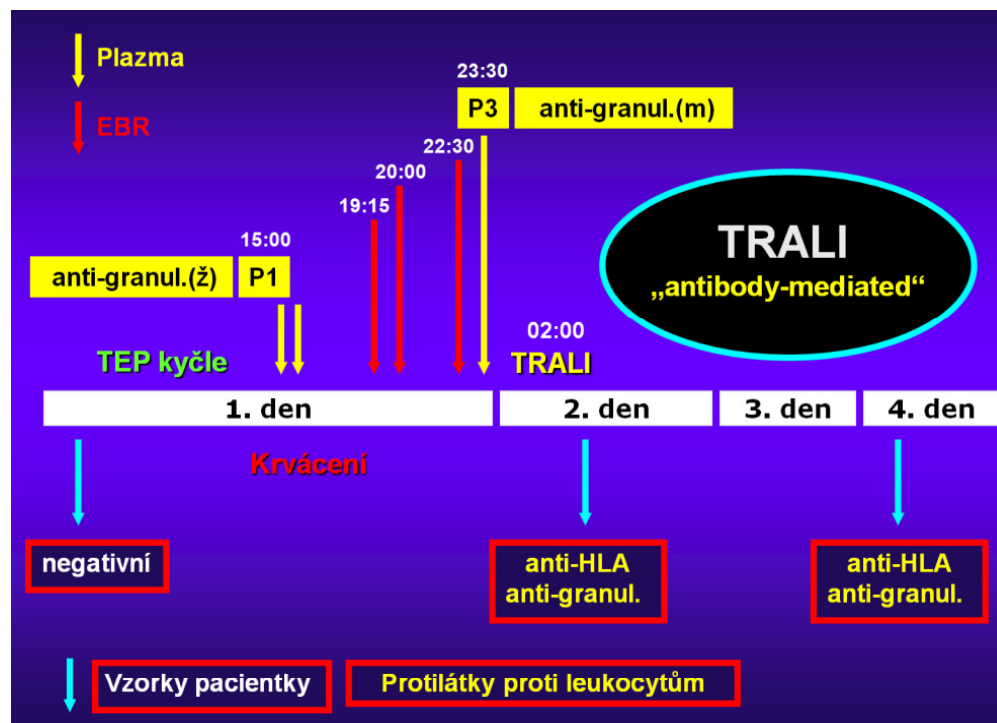 Plazma
EBR
23:30
P3 anti-granul.(m)
22:30
20:00
19:15
15:00
anti-granul.(ž) P1
TRALI
„antibody-mediated“
02:00
TEP kyčle
TRALI
1. den 2. den 3. den 4. den
Krvácení
negativní
anti-HLA
anti-granul.
anti-HLA
anti-granul.
Vzorky pacientky
Protilátky proti leukocytům